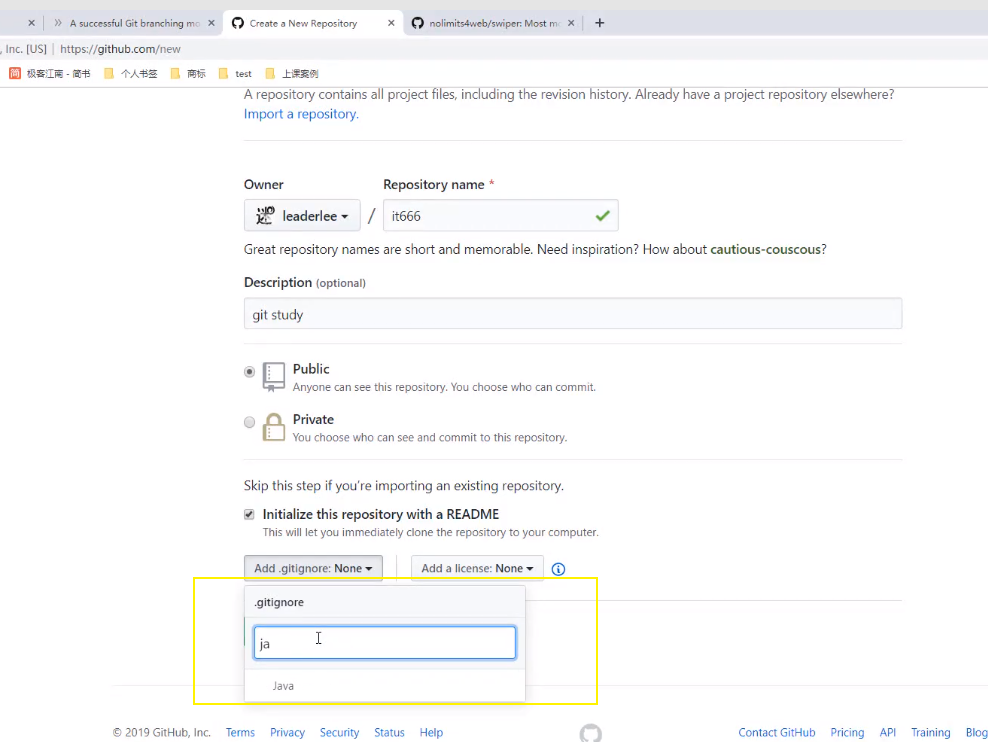 A successful Git branching mo
Create a New Repository
nolimits4web/swiper: Most m
, Inc. [US] | https://github.com/new
简 极客江南 - 简书 个人书签 商标 test 上课案例
A repository contains all project files, including the revision history. Already have a project repository elsewhere?
Import a repository.
Owner
Repository name *
leaderlee / it666
Great repository names are short and memorable. Need inspiration? How about cautious-couscous?
Description (optional)
git study
Public
Anyone can see this repository. You choose who can commit.
Private
You choose who can see and commit to this repository.
Skip this step if you're importing an existing repository.
Initialize this repository with a README
This will let you immediately clone the repository to your computer.
Add .gitignore: None
Add a license: None
.gitignore
ja
Java
© 2019 GitHub, Inc. Terms Privacy Security Status Help Contact GitHub Pricing API Training Blog